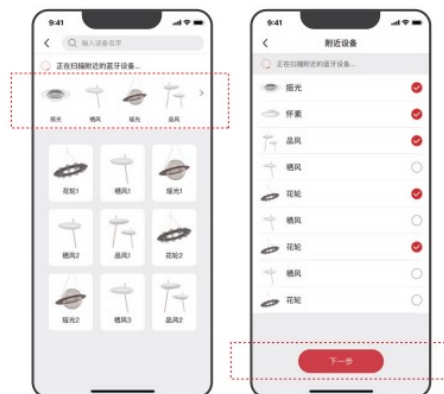 9:41
输入设备名字
正在扫描附近的蓝牙设备...
摇光 栖风 摇光 品风
花轮1 栖风1 摇光1
栖风2 品风1 花轮2
摇光2 栖风3 品风2
9:41
附近设备
正在扫描附近的蓝牙设备...
摇光
怀素
品风
栖风
花轮
栖风
花轮
栖风
花轮
下一步